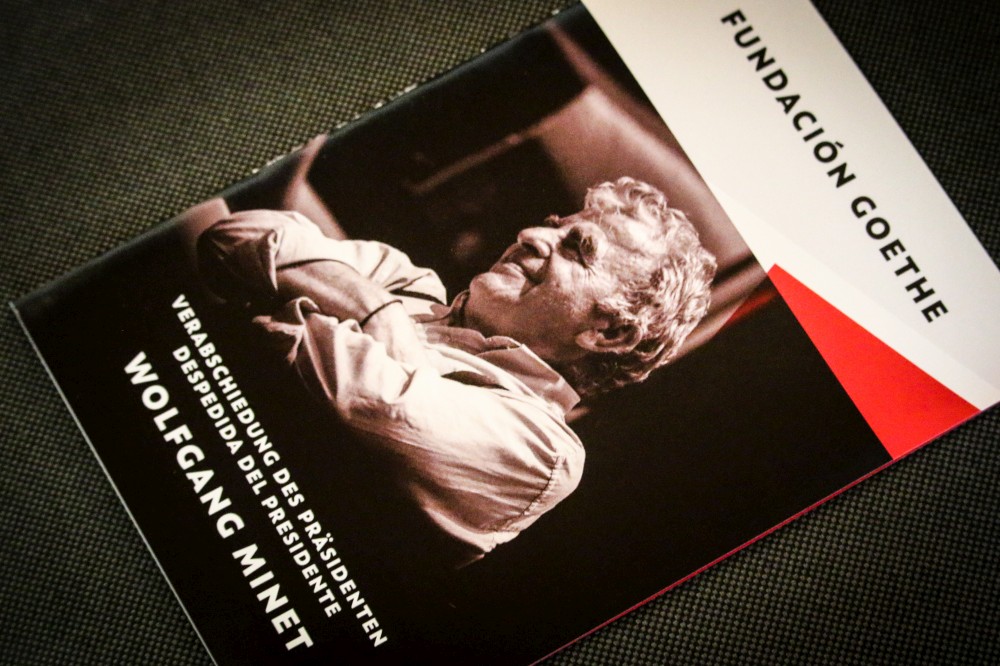 FUNDACIÓN GOETHE
VERABSCHIEDUNG DES PRÄSIDENTEN
DESPEDIDA DEL PRESIDENTE
WOLFGANG MINET